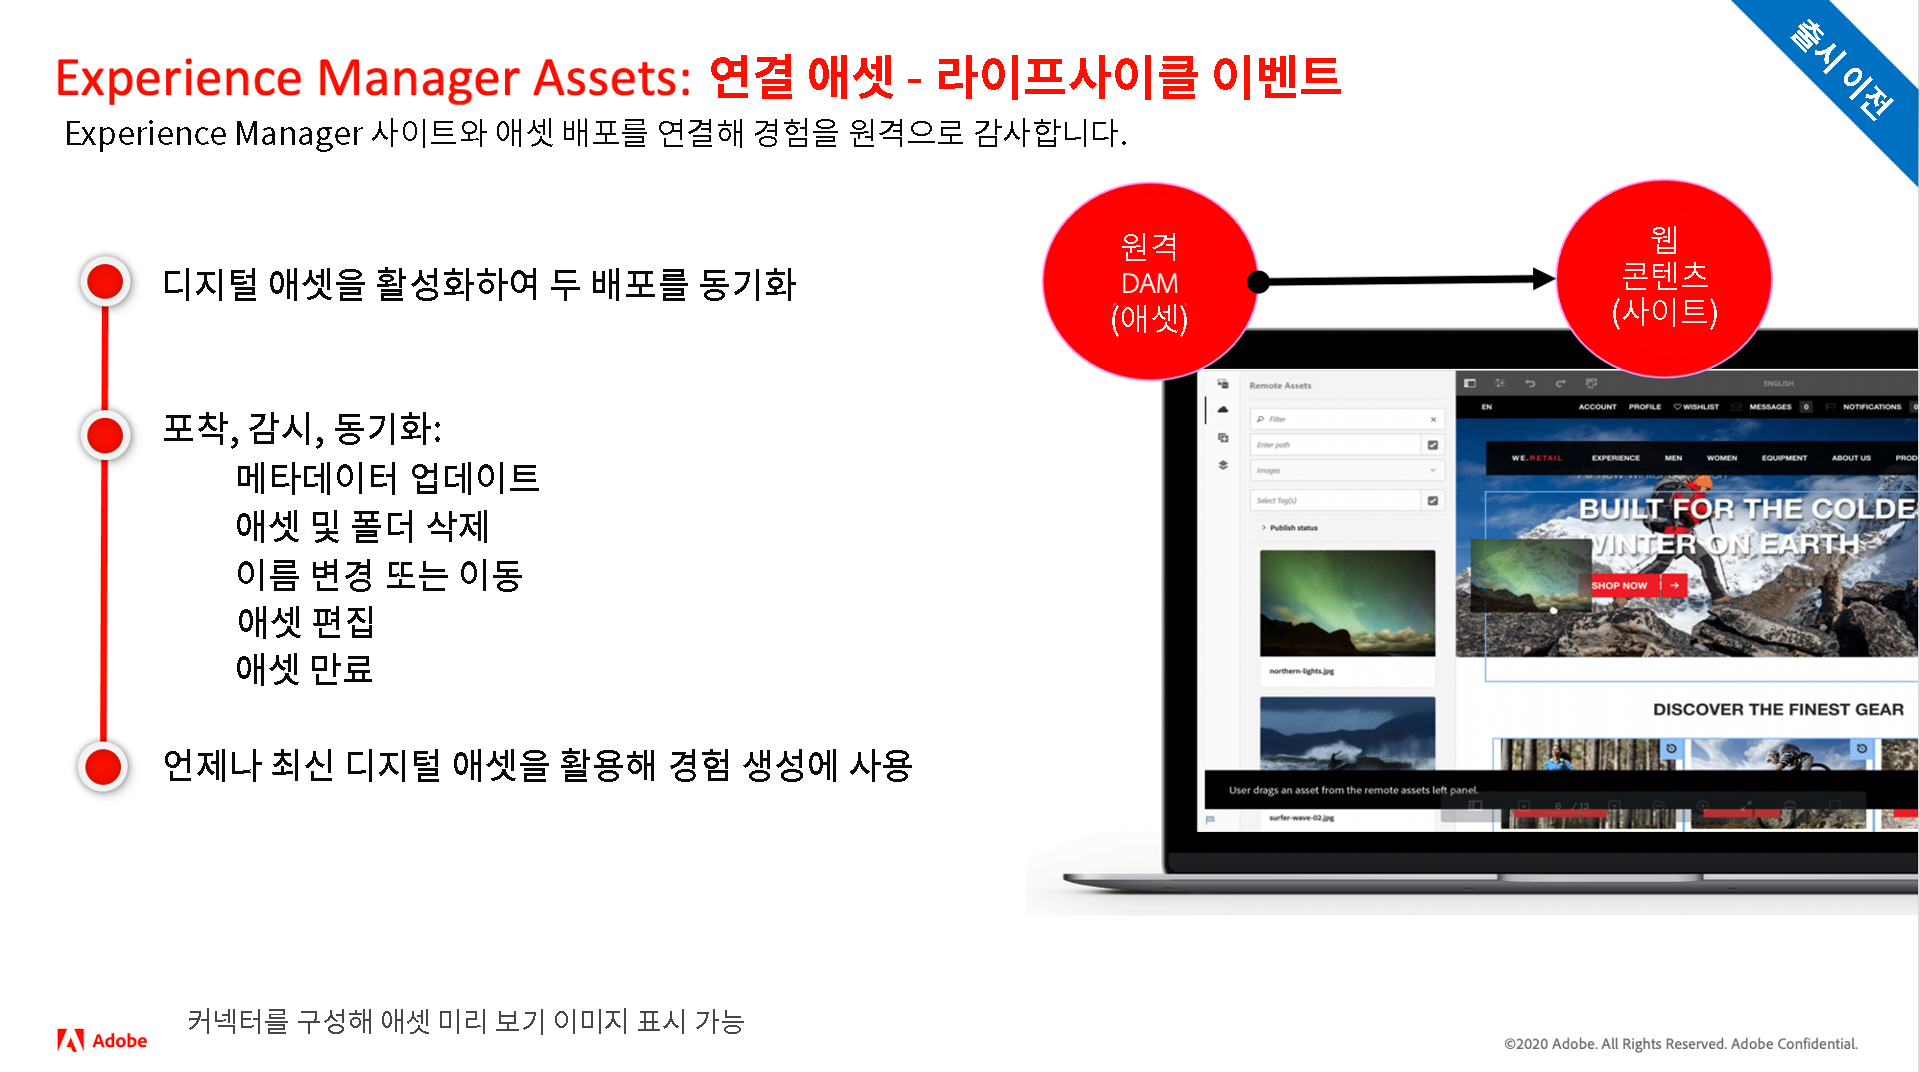 출시 이전
Experience Manager Assets: 연결 애셋 - 라이프사이클 이벤트
Experience Manager 사이트와 애셋 배포를 연결해 경험을 원격으로 감사합니다.
디지털 애셋을 활성화하여 두 배포를 동기화
포착, 감시, 동기화:
메타데이터 업데이트
애셋 및 폴더 삭제
이름 변경 또는 이동
애셋 편집
애셋 만료
언제나 최신 디지털 애셋을 활용해 경험 생성에 사용
원격
DAM
(애셋)
웹
콘텐츠
(사이트)
Remote Assets
ENGLISH
Filter
Enter path
Images
Select Tag(s)
Publish status
northern-lights.jpg
surfer-wave-02.jpg
EN ACCOUNT PROFILE WISHLIST MESSAGES 0 NOTIFICATIONS 0
WE.RETAIL EXPERIENCE MEN WOMEN EQUIPMENT ABOUT US PROD
BUILT FOR THE COLDE
WINTER ON EARTH
SHOP NOW
DISCOVER THE FINEST GEAR
User drags an asset from the remote assets left panel.
6 / 13
커넥터를 구성해 애셋 미리 보기 이미지 표시 가능
Adobe
©2020 Adobe. All Rights Reserved. Adobe Confidential.